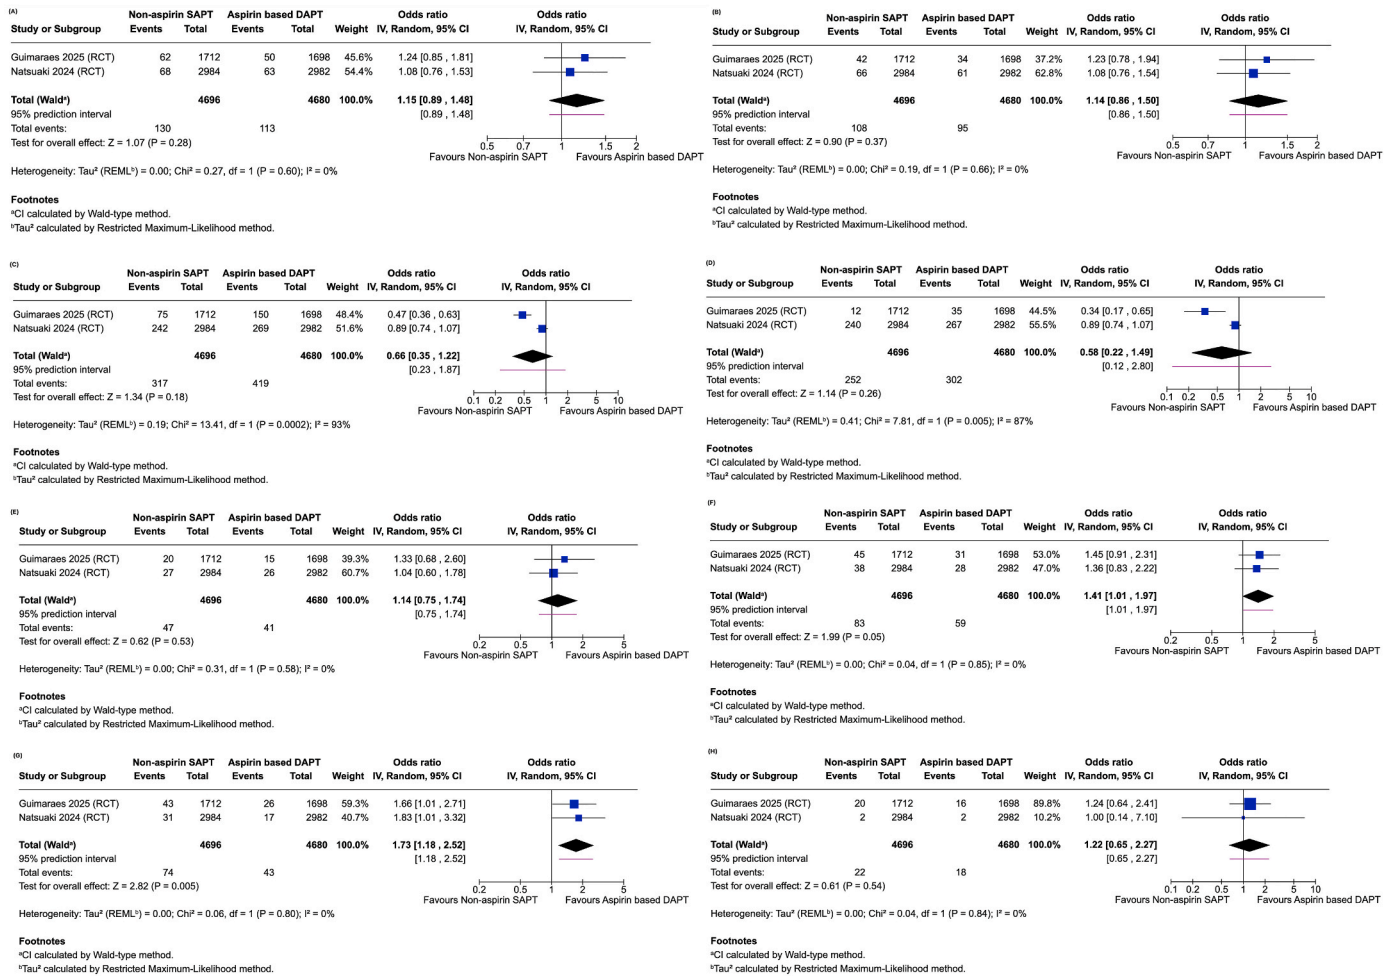 (A)
Non-aspirin SAPT Aspirin based DAPT Odds ratio Odds ratio
Study or Subgroup Events Total Events Total Weight IV, Random, 95% CI IV, Random, 95% CI
Guimaraes 2025 (RCT) 62 1712 50 1698 45.6% 1.24 [0.85 , 1.81]
Natsuaki 2024 (RCT) 68 2984 63 2982 54.4% 1.08 [0.76 , 1.53]
Total (Waldᵃ) 4696 4680 100.0% 1.15 [0.89 , 1.48]
95% prediction interval [0.89 , 1.48]
Total events: 130 113
Test for overall effect: Z = 1.07 (P = 0.28)
0.5 0.7 1 1.5 2
Favours Non-aspirin SAPT Favours Aspirin based DAPT
Heterogeneity: Tau² (REMLᵇ) = 0.00; Chi² = 0.27, df = 1 (P = 0.60); I² = 0%
Footnotes
ᵃCI calculated by Wald-type method.
ᵇTau² calculated by Restricted Maximum-Likelihood method.
(B)
Non-aspirin SAPT Aspirin based DAPT Odds ratio Odds ratio
Study or Subgroup Events Total Events Total Weight IV, Random, 95% CI IV, Random, 95% CI
Guimaraes 2025 (RCT) 42 1712 34 1698 37.2% 1.23 [0.78 , 1.94]
Natsuaki 2024 (RCT) 66 2984 61 2982 62.8% 1.08 [0.76 , 1.54]
Total (Waldᵃ) 4696 4680 100.0% 1.14 [0.86 , 1.50]
95% prediction interval [0.86 , 1.50]
Total events: 108 95
Test for overall effect: Z = 0.90 (P = 0.37)
0.5 0.7 1 1.5 2
Favours Non-aspirin SAPT Favours Aspirin based DAPT
Heterogeneity: Tau² (REMLᵇ) = 0.00; Chi² = 0.19, df = 1 (P = 0.66); I² = 0%
Footnotes
ᵃCI calculated by Wald-type method.
ᵇTau² calculated by Restricted Maximum-Likelihood method.
(C)
Non-aspirin SAPT Aspirin based DAPT Odds ratio Odds ratio
Study or Subgroup Events Total Events Total Weight IV, Random, 95% CI IV, Random, 95% CI
Guimaraes 2025 (RCT) 75 1712 150 1698 48.4% 0.47 [0.36 , 0.63]
Natsuaki 2024 (RCT) 242 2984 269 2982 51.6% 0.89 [0.74 , 1.07]
Total (Waldᵃ) 4696 4680 100.0% 0.66 [0.35 , 1.22]
95% prediction interval [0.23 , 1.87]
Total events: 317 419
Test for overall effect: Z = 1.34 (P = 0.18)
0.1 0.2 0.5 1 2 5 10
Favours Non-aspirin SAPT Favours Aspirin based DAPT
Heterogeneity: Tau² (REMLᵇ) = 0.19; Chi² = 13.41, df = 1 (P = 0.0002); I² = 93%
Footnotes
ᵃCI calculated by Wald-type method.
ᵇTau² calculated by Restricted Maximum-Likelihood method.
(D)
Non-aspirin SAPT Aspirin based DAPT Odds ratio Odds ratio
Study or Subgroup Events Total Events Total Weight IV, Random, 95% CI IV, Random, 95% CI
Guimaraes 2025 (RCT) 12 1712 35 1698 44.5% 0.34 [0.17 , 0.65]
Natsuaki 2024 (RCT) 240 2984 267 2982 55.5% 0.89 [0.74 , 1.07]
Total (Waldᵃ) 4696 4680 100.0% 0.58 [0.22 , 1.49]
95% prediction interval [0.12 , 2.80]
Total events: 252 302
Test for overall effect: Z = 1.14 (P = 0.26)
0.1 0.2 0.5 1 2 5 10
Favours Non-aspirin SAPT Favours Aspirin based DAPT
Heterogeneity: Tau² (REMLᵇ) = 0.41; Chi² = 7.81, df = 1 (P = 0.005); I² = 87%
Footnotes
ᵃCI calculated by Wald-type method.
ᵇTau² calculated by Restricted Maximum-Likelihood method.
(E)
Non-aspirin SAPT Aspirin based DAPT Odds ratio Odds ratio
Study or Subgroup Events Total Events Total Weight IV, Random, 95% CI IV, Random, 95% CI
Guimaraes 2025 (RCT) 20 1712 15 1698 39.3% 1.33 [0.68 , 2.60]
Natsuaki 2024 (RCT) 27 2984 26 2982 60.7% 1.04 [0.60 , 1.78]
Total (Waldᵃ) 4696 4680 100.0% 1.14 [0.75 , 1.74]
95% prediction interval [0.75 , 1.74]
Total events: 47 41
Test for overall effect: Z = 0.62 (P = 0.53)
0.2 0.5 1 2 5
Favours Non-aspirin SAPT Favours Aspirin based DAPT
Heterogeneity: Tau² (REMLᵇ) = 0.00; Chi² = 0.31, df = 1 (P = 0.58); I² = 0%
Footnotes
ᵃCI calculated by Wald-type method.
ᵇTau² calculated by Restricted Maximum-Likelihood method.
(F)
Non-aspirin SAPT Aspirin based DAPT Odds ratio Odds ratio
Study or Subgroup Events Total Events Total Weight IV, Random, 95% CI IV, Random, 95% CI
Guimaraes 2025 (RCT) 45 1712 31 1698 53.0% 1.45 [0.91 , 2.31]
Natsuaki 2024 (RCT) 38 2984 28 2982 47.0% 1.36 [0.83 , 2.22]
Total (Waldᵃ) 4696 4680 100.0% 1.41 [1.01 , 1.97]
95% prediction interval [1.01 , 1.97]
Total events: 83 59
Test for overall effect: Z = 1.99 (P = 0.05)
0.2 0.5 1 2 5
Favours Non-aspirin SAPT Favours Aspirin based DAPT
Heterogeneity: Tau² (REMLᵇ) = 0.00; Chi² = 0.04, df = 1 (P = 0.85); I² = 0%
Footnotes
ᵃCI calculated by Wald-type method.
ᵇTau² calculated by Restricted Maximum-Likelihood method.
(G)
Non-aspirin SAPT Aspirin based DAPT Odds ratio Odds ratio
Study or Subgroup Events Total Events Total Weight IV, Random, 95% CI IV, Random, 95% CI
Guimaraes 2025 (RCT) 43 1712 26 1698 59.3% 1.66 [1.01 , 2.71]
Natsuaki 2024 (RCT) 31 2984 17 2982 40.7% 1.83 [1.01 , 3.32]
Total (Waldᵃ) 4696 4680 100.0% 1.73 [1.18 , 2.52]
95% prediction interval [1.18 , 2.52]
Total events: 74 43
Test for overall effect: Z = 2.82 (P = 0.005)
0.1 0.2 0.5 1 2 5
Favours Non-aspirin SAPT Favours Aspirin based DAPT
Heterogeneity: Tau² (REMLᵇ) = 0.00; Chi² = 0.06, df = 1 (P = 0.80); I² = 0%
Footnotes
ᵃCI calculated by Wald-type method.
ᵇTau² calculated by Restricted Maximum-Likelihood method.
(H)
Non-aspirin SAPT Aspirin based DAPT Odds ratio Odds ratio
Study or Subgroup Events Total Events Total Weight IV, Random, 95% CI IV, Random, 95% CI
Guimaraes 2025 (RCT) 20 1712 16 1698 89.8% 1.24 [0.64 , 2.41]
Natsuaki 2024 (RCT) 2 2984 2 2982 10.2% 1.00 [0.14 , 7.10]
Total (Waldᵃ) 4696 4680 100.0% 1.22 [0.65 , 2.27]
95% prediction interval [0.65 , 2.27]
Total events: 22 18
Test for overall effect: Z = 0.61 (P = 0.54)
0.1 0.2 0.5 1 2 5 10
Favours Non-aspirin SAPT Favours Aspirin based DAPT
Heterogeneity: Tau² (REMLᵇ) = 0.00; Chi² = 0.04, df = 1 (P = 0.84); I² = 0%
Footnotes
ᵃCI calculated by Wald-type method.
ᵇTau² calculated by Restricted Maximum-Likelihood method.